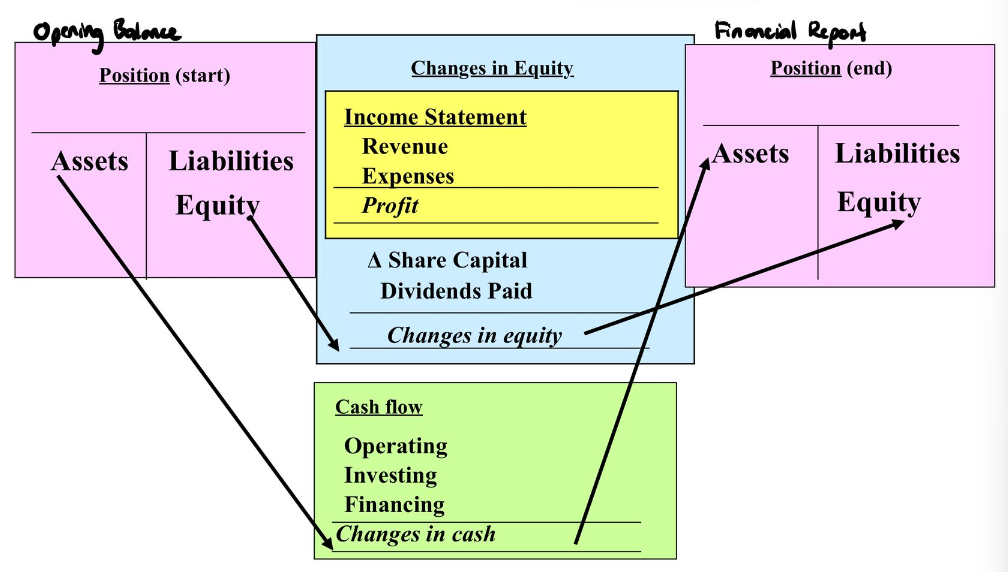 Opening Balance
Position (start)
Assets
Liabilities
Equity
Changes in Equity
Income Statement
Revenue
Expenses
Profit
Δ Share Capital
Dividends Paid
Changes in equity
Cash flow
Operating
Investing
Financing
Changes in cash
Financial Report
Position (end)
Assets
Liabilities
Equity